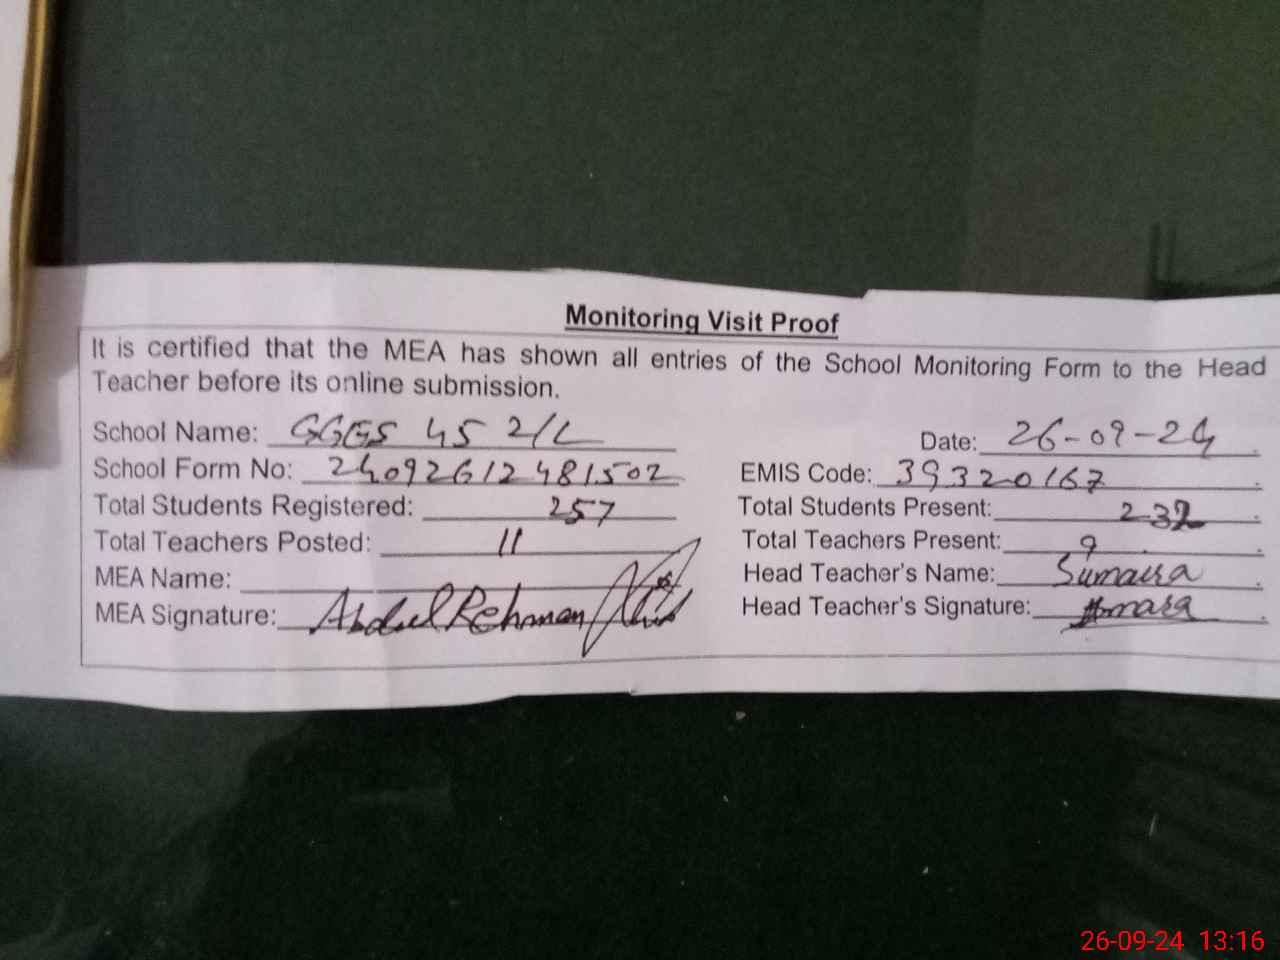 Monitoring Visit Proof
It is certified that the MEA has shown all entries of the School Monitoring Form to the Head
Teacher before its online submission.
School Name: GGES 45 2/L Date: 26-09-24
School Form No: 24092612481502 EMIS Code: 39320167
Total Students Registered: 257 Total Students Present: 232
Total Teachers Posted: 11 Total Teachers Present: 9
MEA Name: Head Teacher's Name: Sumaira
MEA Signature: Abdul Rehman Head Teacher's Signature:
26-09-24 13:16